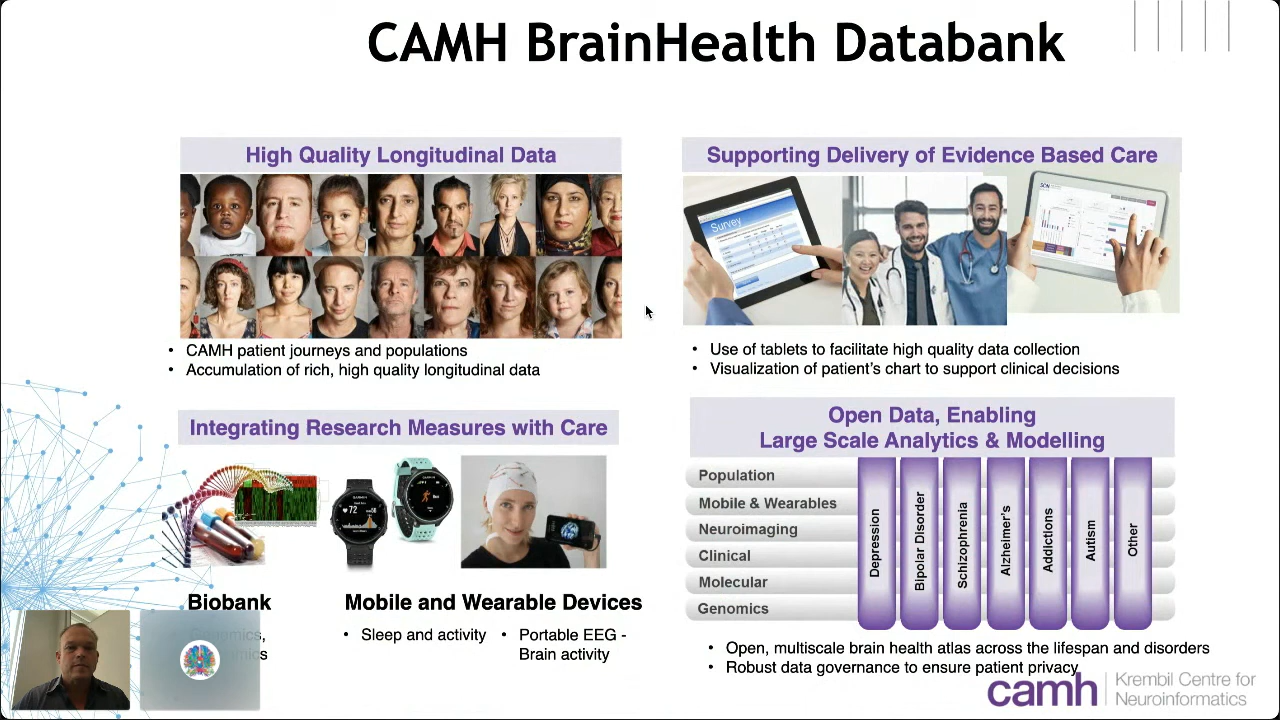 CAMH BrainHealth Databank
High Quality Longitudinal Data
• CAMH patient journeys and populations
• Accumulation of rich, high quality longitudinal data
Supporting Delivery of Evidence Based Care
Survey
• Use of tablets to facilitate high quality data collection
• Visualization of patient's chart to support clinical decisions
Integrating Research Measures with Care
GARMIN
72
Biobank
Genomics,
Mobile and Wearable Devices
• Sleep and activity
• Portable EEG -
Brain activity
Open Data, Enabling
Large Scale Analytics & Modelling
Population
Mobile & Wearables
Neuroimaging
Clinical
Molecular
Genomics
Depression
Bipolar Disorder
Schizophrenia
Alzheimer's
Addictions
Autism
Other
• Open, multiscale brain health atlas across the lifespan and disorders
• Robust data governance to ensure patient privacy
camh
Krembil Centre for
Neuroinformatics